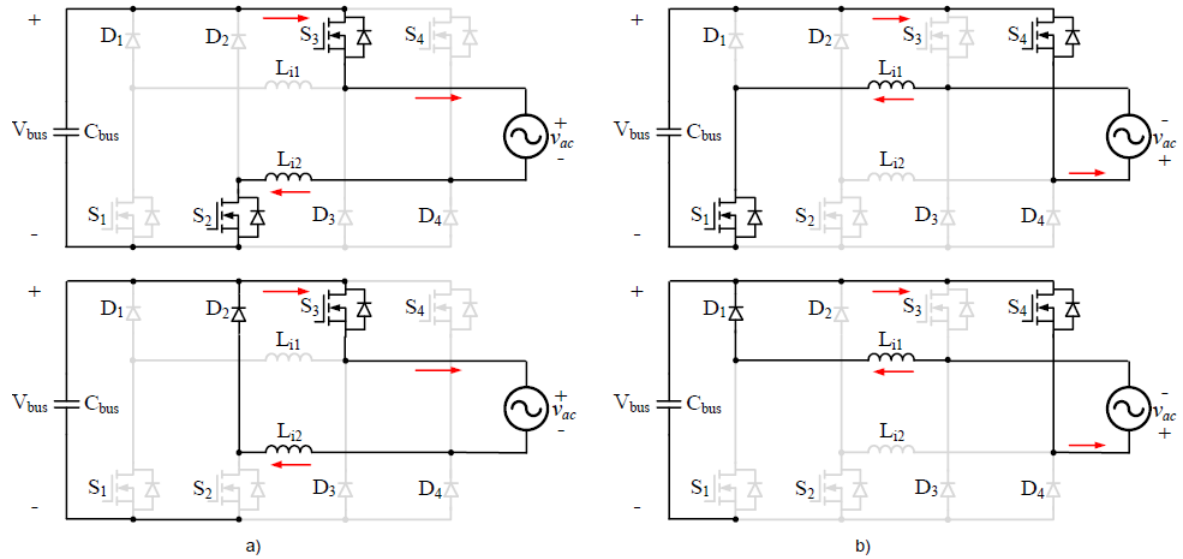 + D1 D2 S3 S4
Li1
Vbus Cbus + vac -
Li2
S1 S2 D3 D4
-
+ D1 D2 S3 S4
Li1
Vbus Cbus - vac +
Li2
S1 S2 D3 D4
-
+ D1 D2 S3 S4
Li1
Vbus Cbus + vac -
Li2
S1 S2 D3 D4
-
+ D1 D2 S3 S4
Li1
Vbus Cbus - vac +
Li2
S1 S2 D3 D4
-
a)
b)